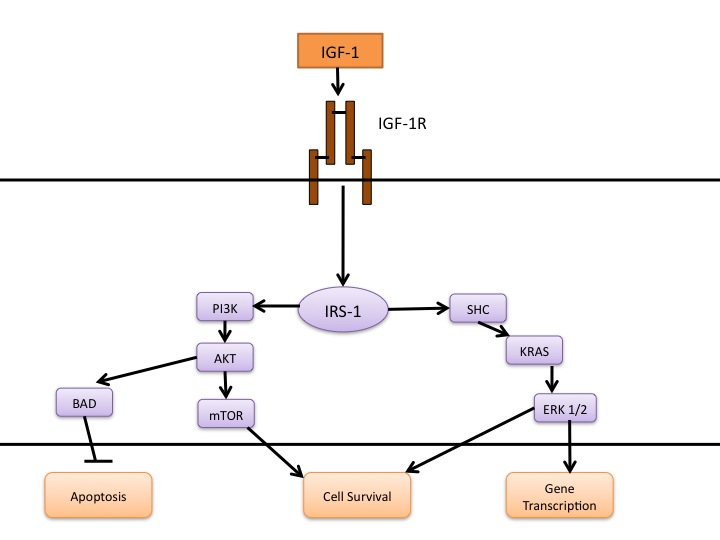 IGF-1
IGF-1R
IRS-1
PI3K
SHC
AKT
KRAS
BAD
mTOR
ERK 1/2
Apoptosis
Cell Survival
Gene
Transcription